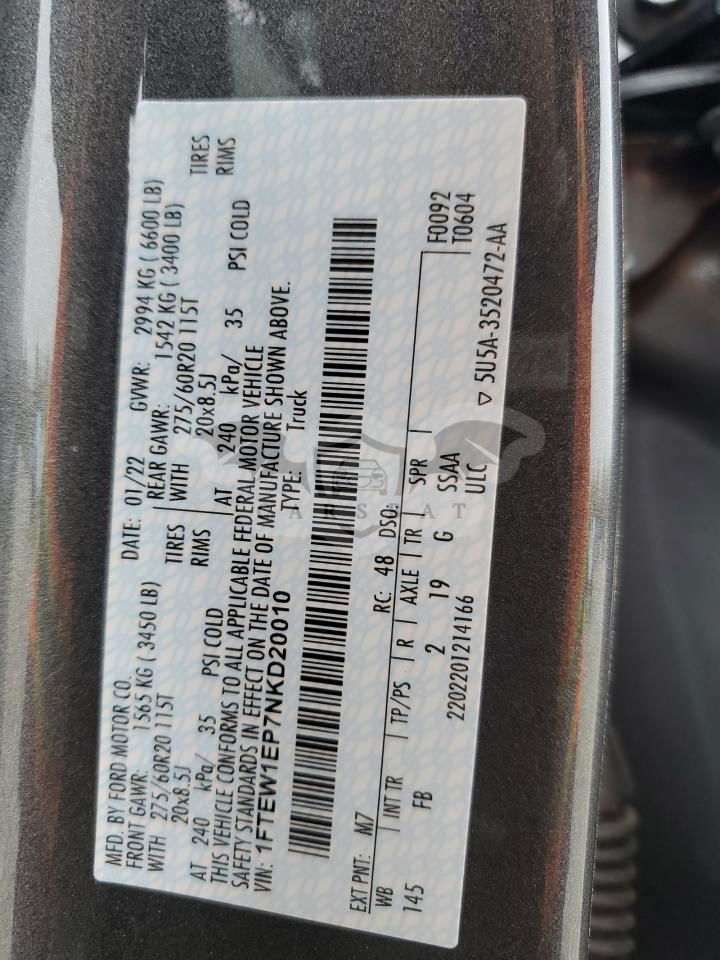 MFD. BY FORD MOTOR CO.
DATE: 01/22 GVWR: 2994 KG ( 6600 LB)
FRONT GAWR: 1565 KG ( 3450 LB) REAR GAWR: 1542 KG ( 3400 LB)
WITH 275/60R20 115T TIRES WITH 275/60R20 115T TIRES
20x8.5J RIMS 20x8.5J RIMS
AT 240 kPa/ 35 PSI COLD AT 240 kPa/ 35 PSI COLD
THIS VEHICLE CONFORMS TO ALL APPLICABLE FEDERAL MOTOR VEHICLE
SAFETY STANDARDS IN EFFECT ON THE DATE OF MANUFACTURE SHOWN ABOVE.
VIN: 1FTEW1EP7NKD20010 TYPE: Truck
EXT PNT: M7 RC: 48 DSO: F0092
WB INT TR TP/PS R AXLE TR SPR T0604
145 FB 2 19 G SSAA
2202201214166 ULC
▽ 5U5A-3520472-AA
ARSAT